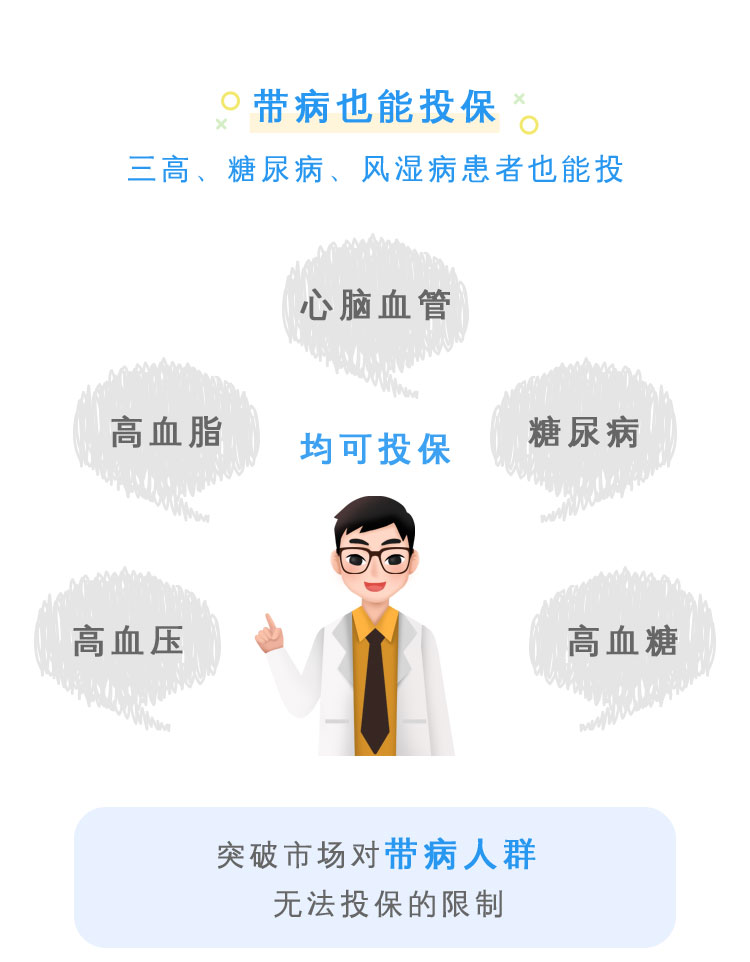 带病也能投保
三高、糖尿病、风湿病患者也能投
心脑血管
高血脂
糖尿病
均可投保
高血压
高血糖
突破市场对带病人群
无法投保的限制